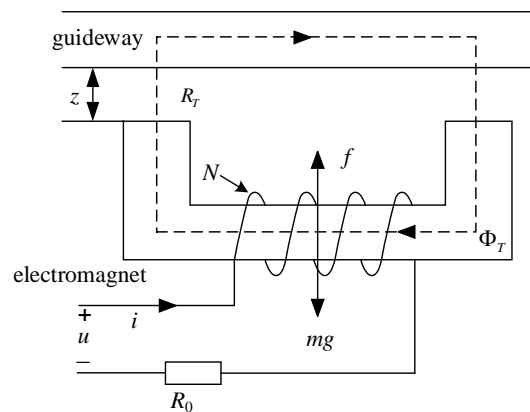 guideway
z
R_T
f
N
Φ_T
electromagnet
+
i
u
–
mg
R_0